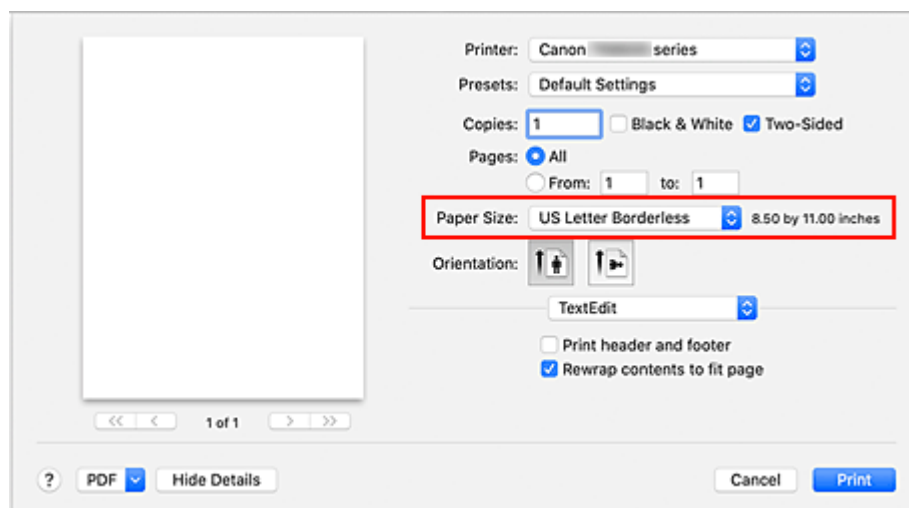 Printer: Canon series
Presets: Default Settings
Copies: 1 Black & White Two-Sided
Pages: All
From: 1 to: 1
Paper Size: US Letter Borderless 8.50 by 11.00 inches
Orientation:
TextEdit
Print header and footer
Rewrap contents to fit page
<< < 1 of 1 > >>
? PDF Hide Details Cancel Print